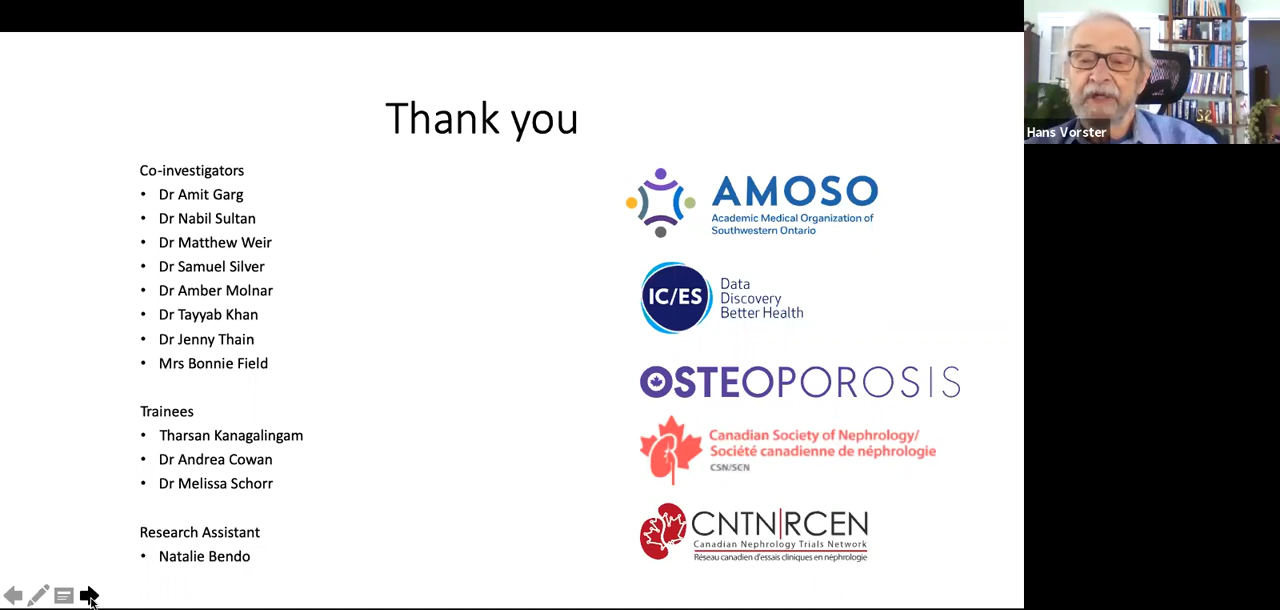 Thank you
Co-investigators
• Dr Amit Garg
• Dr Nabil Sultan
• Dr Matthew Weir
• Dr Samuel Silver
• Dr Amber Molnar
• Dr Tayyab Khan
• Dr Jenny Thain
• Mrs Bonnie Field
Trainees
• Tharsan Kanagalingam
• Dr Andrea Cowan
• Dr Melissa Schorr
Research Assistant
• Natalie Bendo
AMOSO
Academic Medical Organization of
Southwestern Ontario
IC/ES
Data
Discovery
Better Health
OSTEOPOROSIS
Canadian Society of Nephrology/
Société canadienne de néphrologie
CSN/SCN
CNTN|RCEN
Canadian Nephrology Trials Network
Réseau canadien d'essais cliniques en néphrologie
Hans Vorster